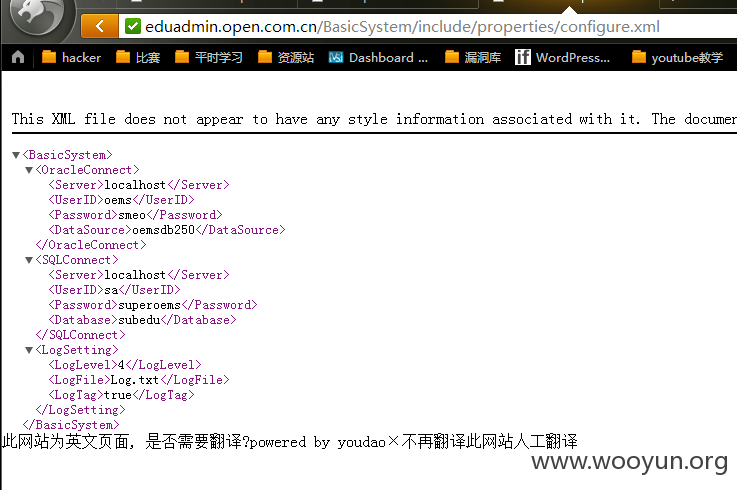 eduadmin.open.com.cn/BasicSystem/include/properties/configure.xml
hacker 比赛 平时学习 资源站 Dashboard ... 漏洞库 WordPress... youtube教学
This XML file does not appear to have any style information associated with it. The documen
▼<BasicSystem>
▼<OracleConnect>
<Server>localhost</Server>
<UserID>oems</UserID>
<Password>smeo</Password>
<DataSource>oemsdb250</DataSource>
</OracleConnect>
▼<SQLConnect>
<Server>localhost</Server>
<UserID>sa</UserID>
<Password>superoems</Password>
<Database>subedu</Database>
</SQLConnect>
▼<LogSetting>
<LogLevel>4</LogLevel>
<LogFile>Log.txt</LogFile>
<LogTag>true</LogTag>
</LogSetting>
</BasicSystem>
此网站为英文页面, 是否需要翻译?powered by youdao×不再翻译此网站人工翻译
www.wooyun.org